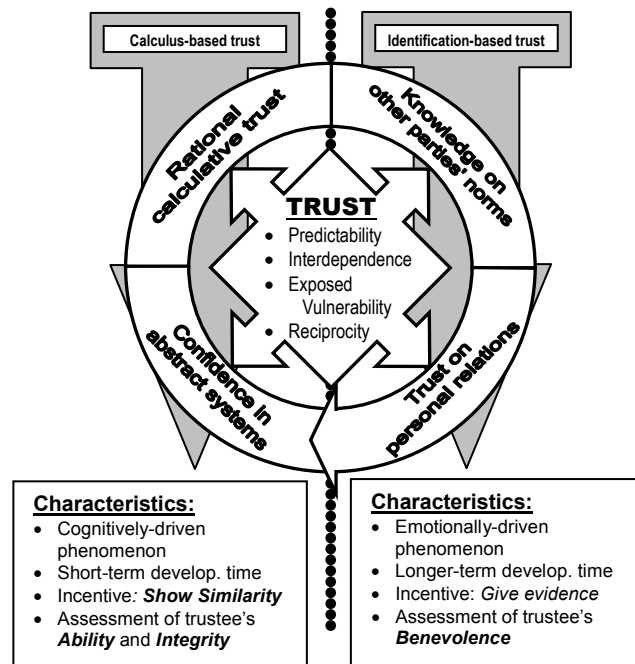 Calculus-based trust
Identification-based trust
Rational
calculative trust
Knowledge on
other parties' norms
TRUST
• Predictability
• Interdependence
• Exposed
Vulnerability
• Reciprocity
Confidence in
abstract systems
Trust on
personal relations
Characteristics:
• Cognitively-driven
phenomenon
• Short-term develop. time
• Incentive: Show Similarity
• Assessment of trustee's
Ability and Integrity
Characteristics:
• Emotionally-driven
phenomenon
• Longer-term develop. time
• Incentive: Give evidence
• Assessment of trustee's
Benevolence